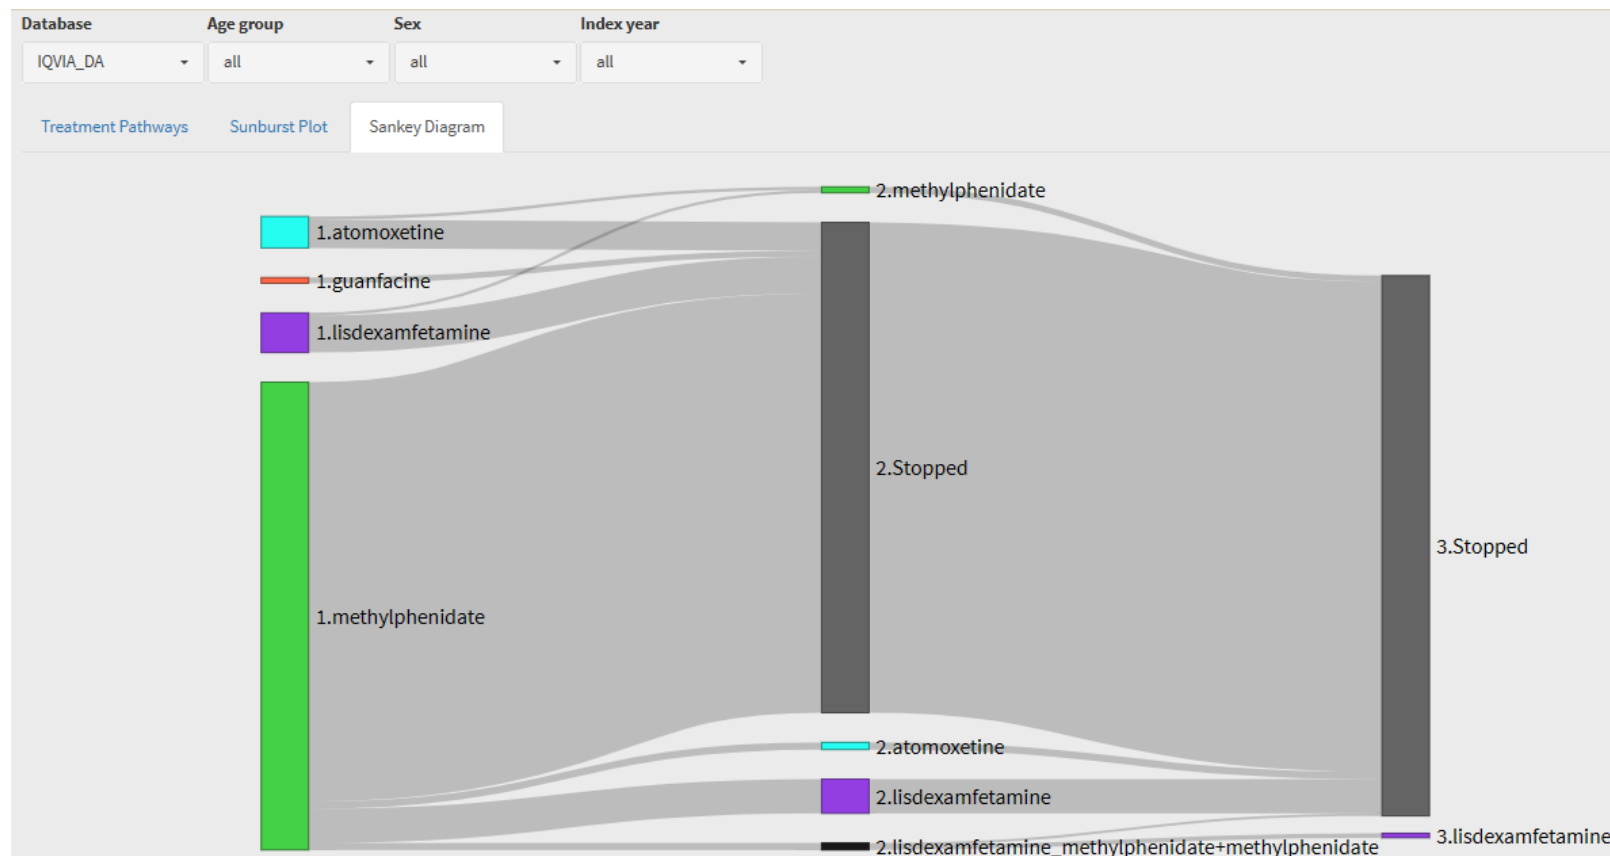 Database Age group Sex Index year
IQVIA_DA all all all
Treatment Pathways Sunburst Plot Sankey Diagram
2.methylphenidate
1.atomoxetine
1.guanfacine
1.lisdexamfetamine
2.Stopped
3.Stopped
1.methylphenidate
2.atomoxetine
2.lisdexamfetamine
3.lisdexamfetamine
2.lisdexamfetamine_methylphenidate+methylphenidate